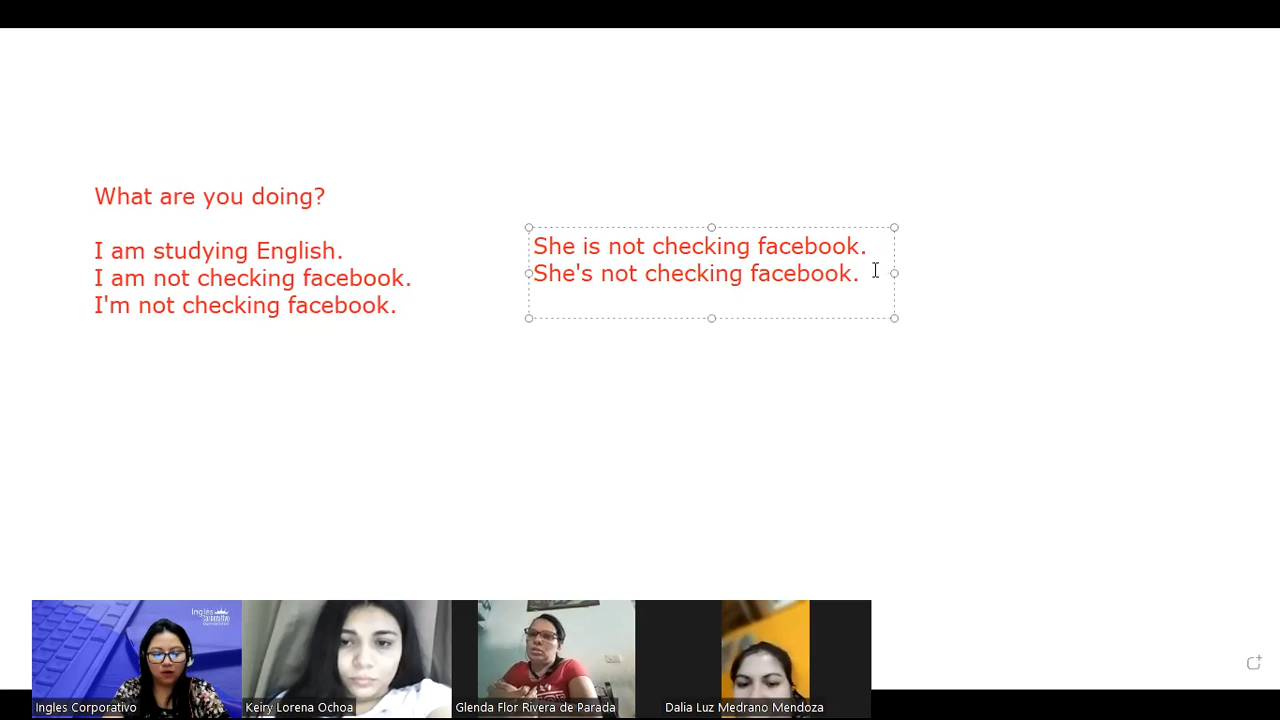 What are you doing?
I am studying English.
I am not checking facebook.
I'm not checking facebook.
She is not checking facebook.
She's not checking facebook.
Ingles Corporativo
Keiry Lorena Ochoa
Glenda Flor Rivera de Parada
Dalia Luz Medrano Mendoza